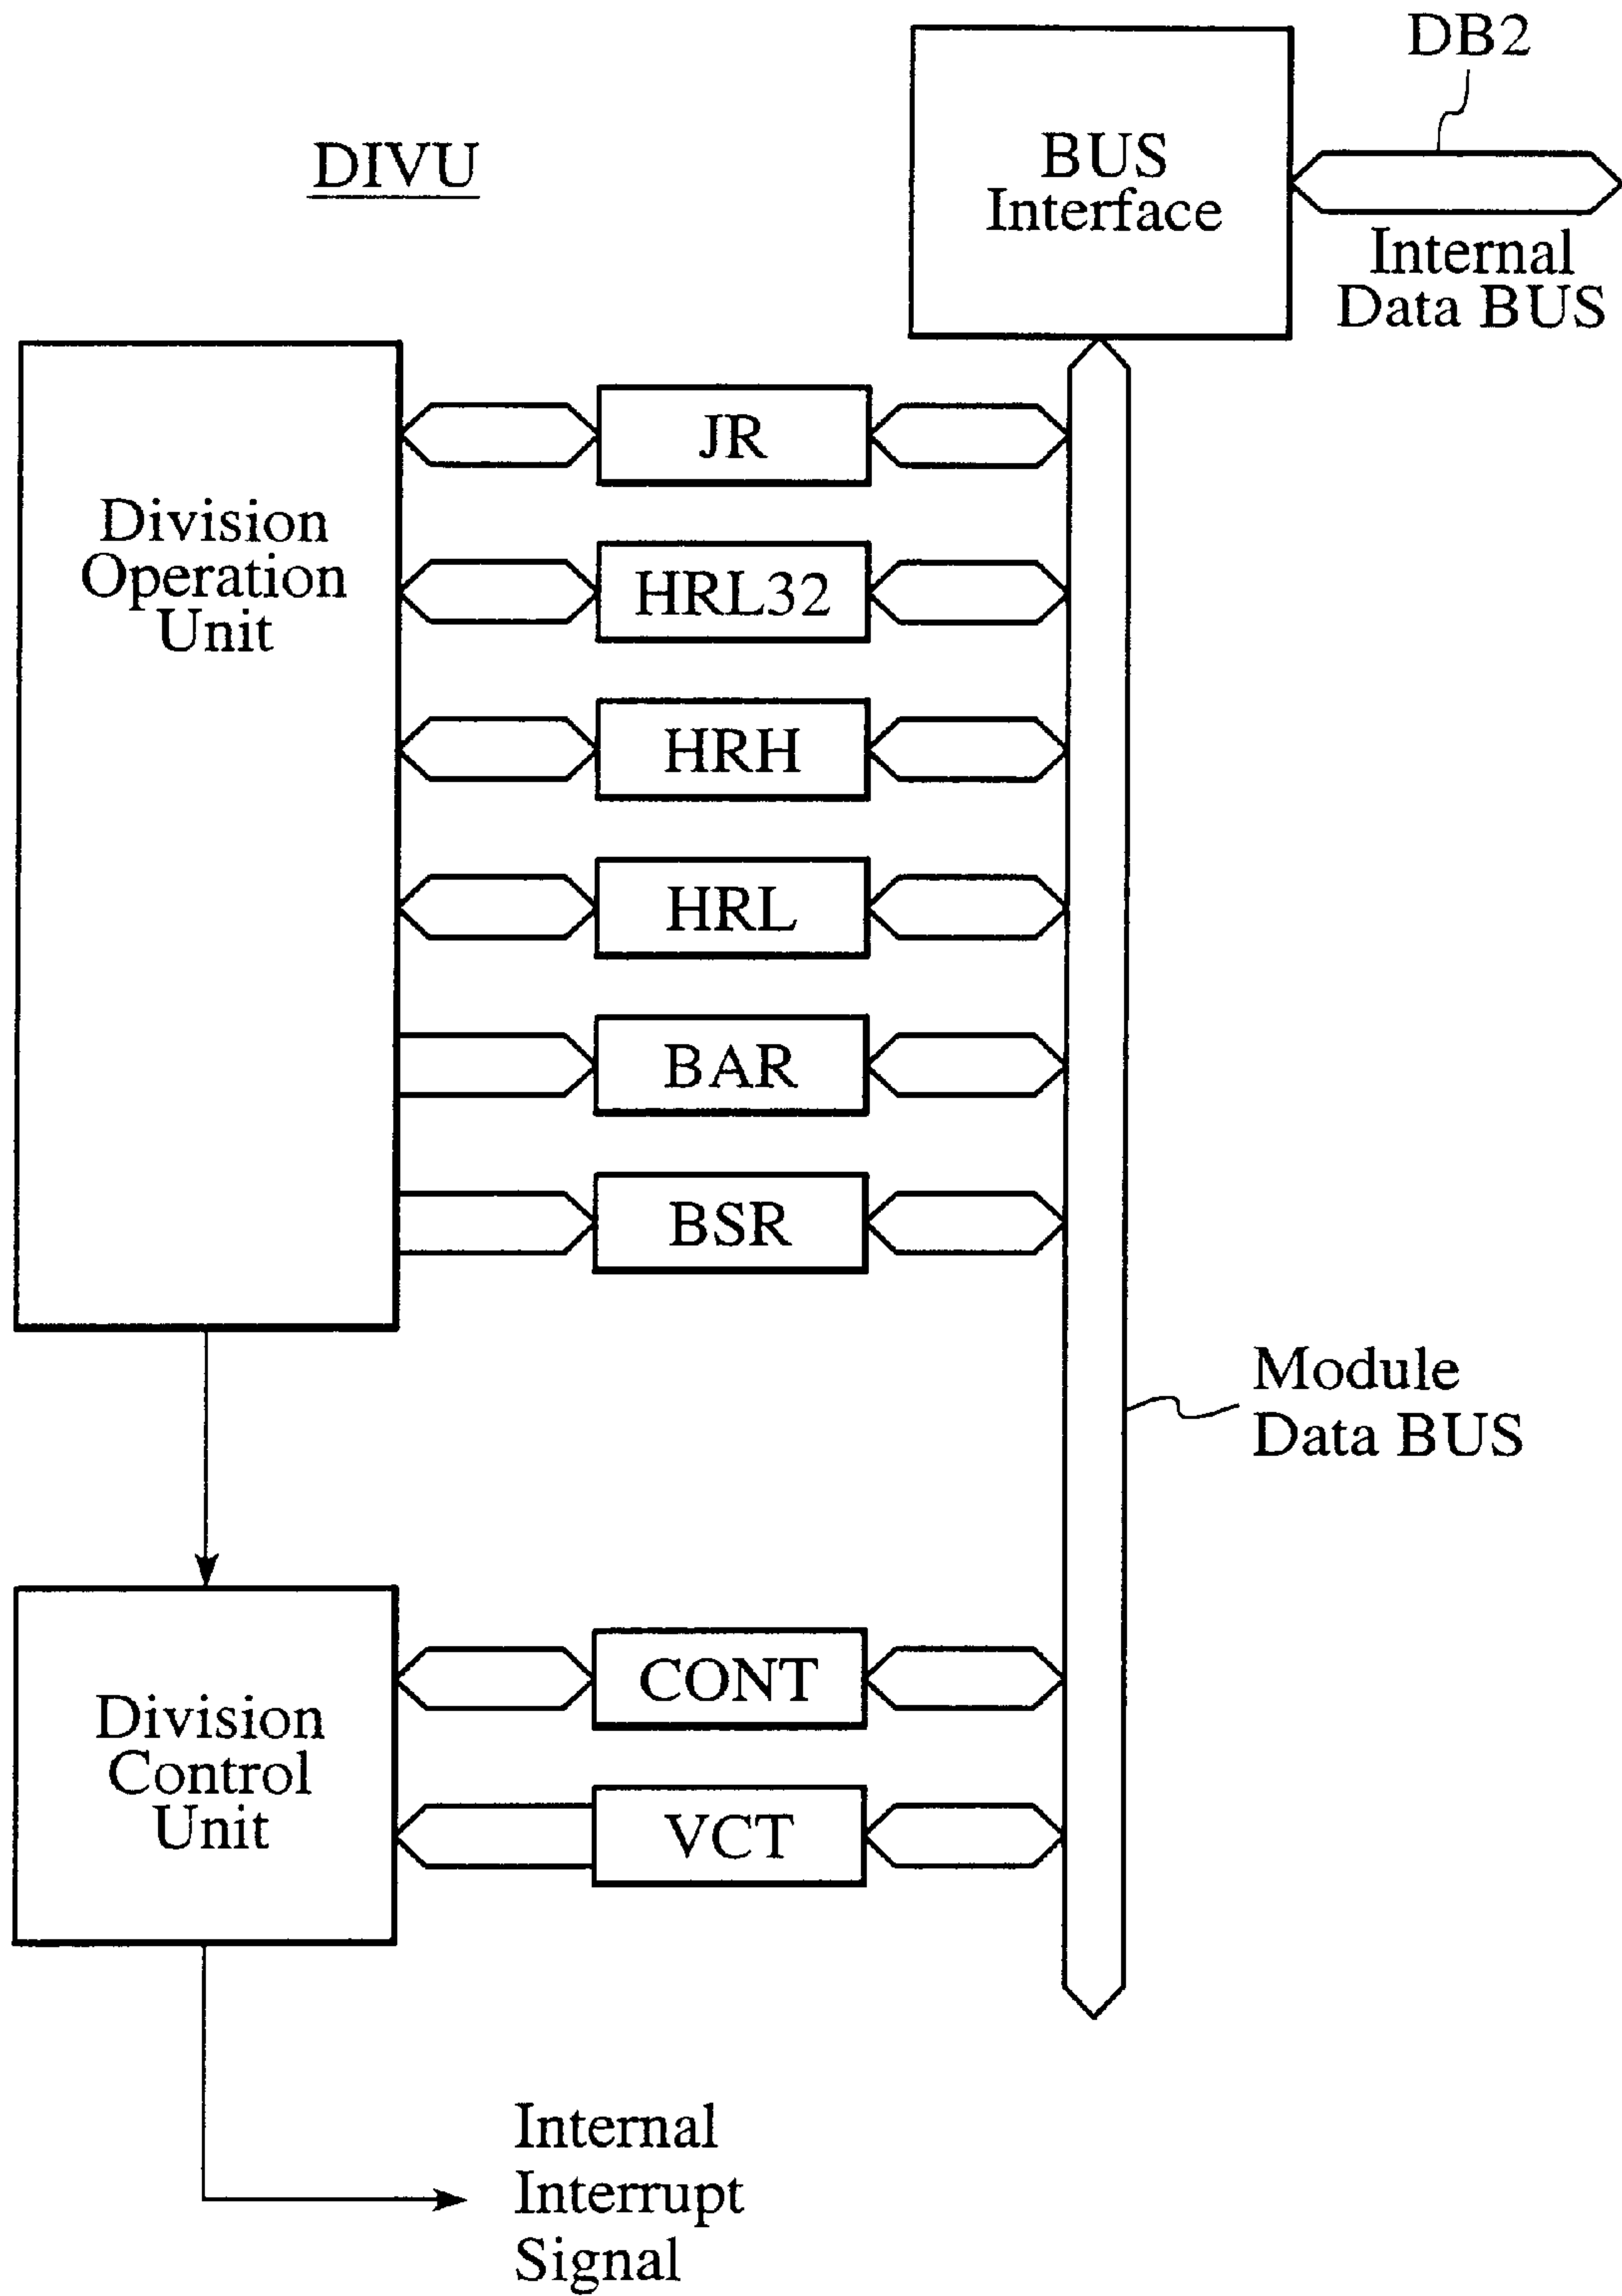 DB2
DIVU
BUS
Interface
Internal
Data BUS
JR
Division
Operation
Unit
HRL32
HRH
HRL
BAR
BSR
Module
Data BUS
CONT
Division
Control
Unit
VCT
Internal
Interrupt
Signal